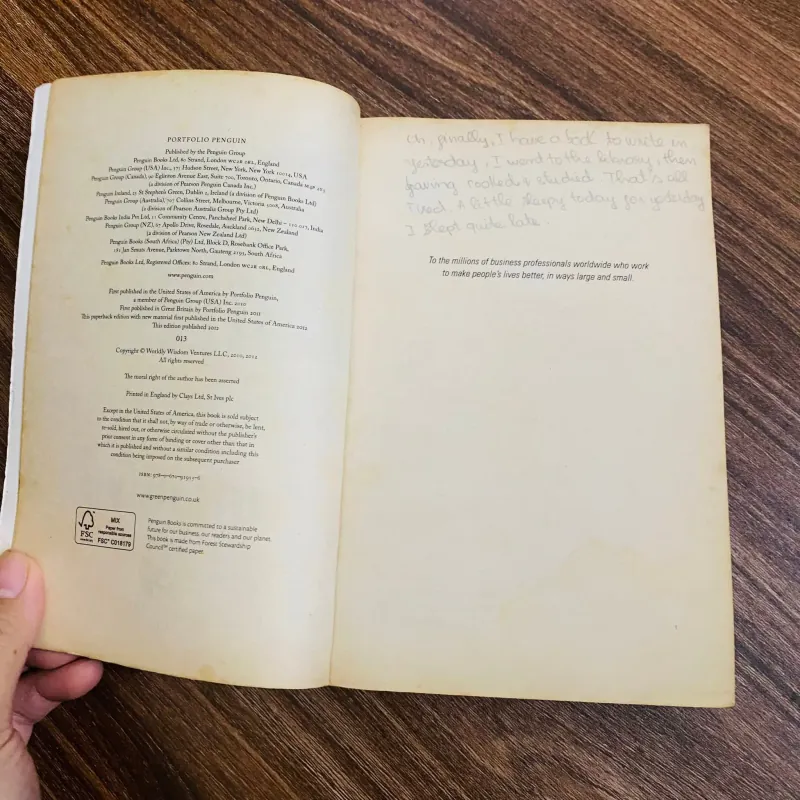 PORTFOLIO PENGUIN
Published by the Penguin Group
Penguin Books Ltd, 80 Strand, London WC2R 0RL, England
Penguin Group (USA) Inc., 375 Hudson Street, New York, New York 10014, USA
Penguin Group (Canada), 90 Eglinton Avenue East, Suite 700, Toronto, Ontario, Canada M4P 2Y3
(a division of Pearson Penguin Canada Inc.)
Penguin Ireland, 25 St Stephen's Green, Dublin 2, Ireland (a division of Penguin Books Ltd)
Penguin Group (Australia), 707 Collins Street, Melbourne, Victoria 3008, Australia
(a division of Pearson Australia Group Pty Ltd)
Penguin Books India Pvt Ltd, 11 Community Centre, Panchsheel Park, New Delhi – 110 017, India
Penguin Group (NZ), 67 Apollo Drive, Rosedale, Auckland 0632, New Zealand
(a division of Pearson New Zealand Ltd)
Penguin Books (South Africa) (Pty) Ltd, Block D, Rosebank Office Park,
181 Jan Smuts Avenue, Parktown North, Gauteng 2193, South Africa
Penguin Books Ltd, Registered Offices: 80 Strand, London WC2R 0RL, England
www.penguin.com
First published in the United States of America by Portfolio Penguin,
a member of Penguin Group (USA) Inc. 2010
First published in Great Britain by Portfolio Penguin 2011
This paperback edition with new material first published in the United States of America 2012
This edition published 2012
013
Copyright © Worldly Wisdom Ventures LLC, 2010, 2012
All rights reserved
The moral right of the author has been asserted
Printed in England by Clays Ltd, St Ives plc
Except in the United States of America, this book is sold subject
to the condition that it shall not, by way of trade or otherwise, be lent,
re-sold, hired out, or otherwise circulated without the publisher's
prior consent in any form of binding or cover other than that in
which it is published and without a similar condition including this
condition being imposed on the subsequent purchaser
ISBN: 978-0-670-91953-6
www.greenpenguin.co.uk
FSC
MIX
Paper from
responsible sources
FSC® C018179
Penguin Books is committed to a sustainable
future for our business, our readers and our planet.
This book is made from Forest Stewardship
Council™ certified paper.
finally, I have a book to write in
yesterday, I went to the library, then
cooked & studied. That's all
Tired. A little sleepy today for yesterday
I slept quite late.
To the millions of business professionals worldwide who work
to make people's lives better, in ways large and small.